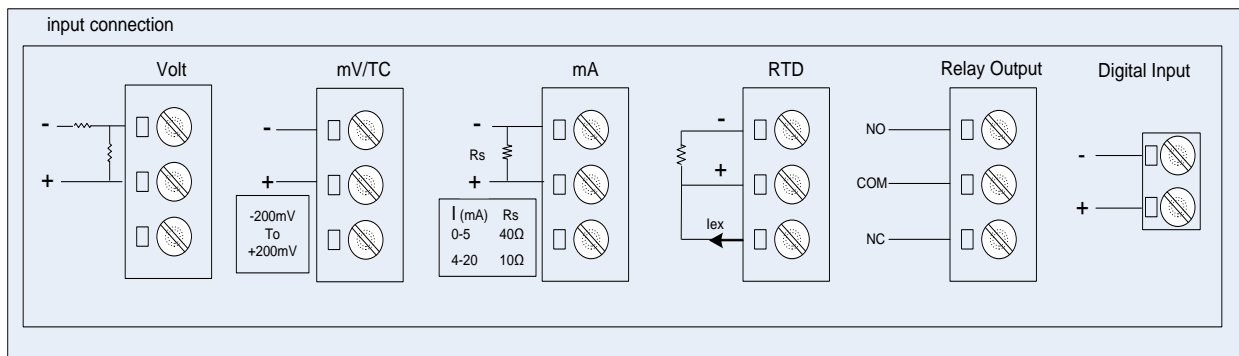 input connection
Volt
-
+
mV/TC
-
+
-200mV
To
+200mV
mA
-
Rs
+
I (mA) Rs
0-5 40Ω
4-20 10Ω
RTD
-
+
Iex
Relay Output
NO
COM
NC
Digital Input
-
+